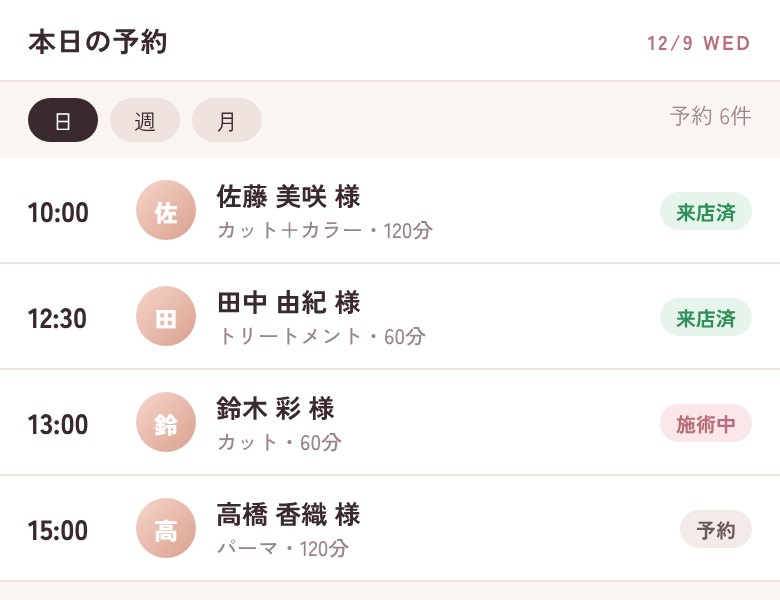 本日の予約
12/9 WED
日 週 月
予約 6件
10:00
佐
佐藤 美咲 様
カット＋カラー・120分
来店済
12:30
田
田中 由紀 様
トリートメント・60分
来店済
13:00
鈴
鈴木 彩 様
カット・60分
施術中
15:00
高
高橋 香織 様
パーマ・120分
予約